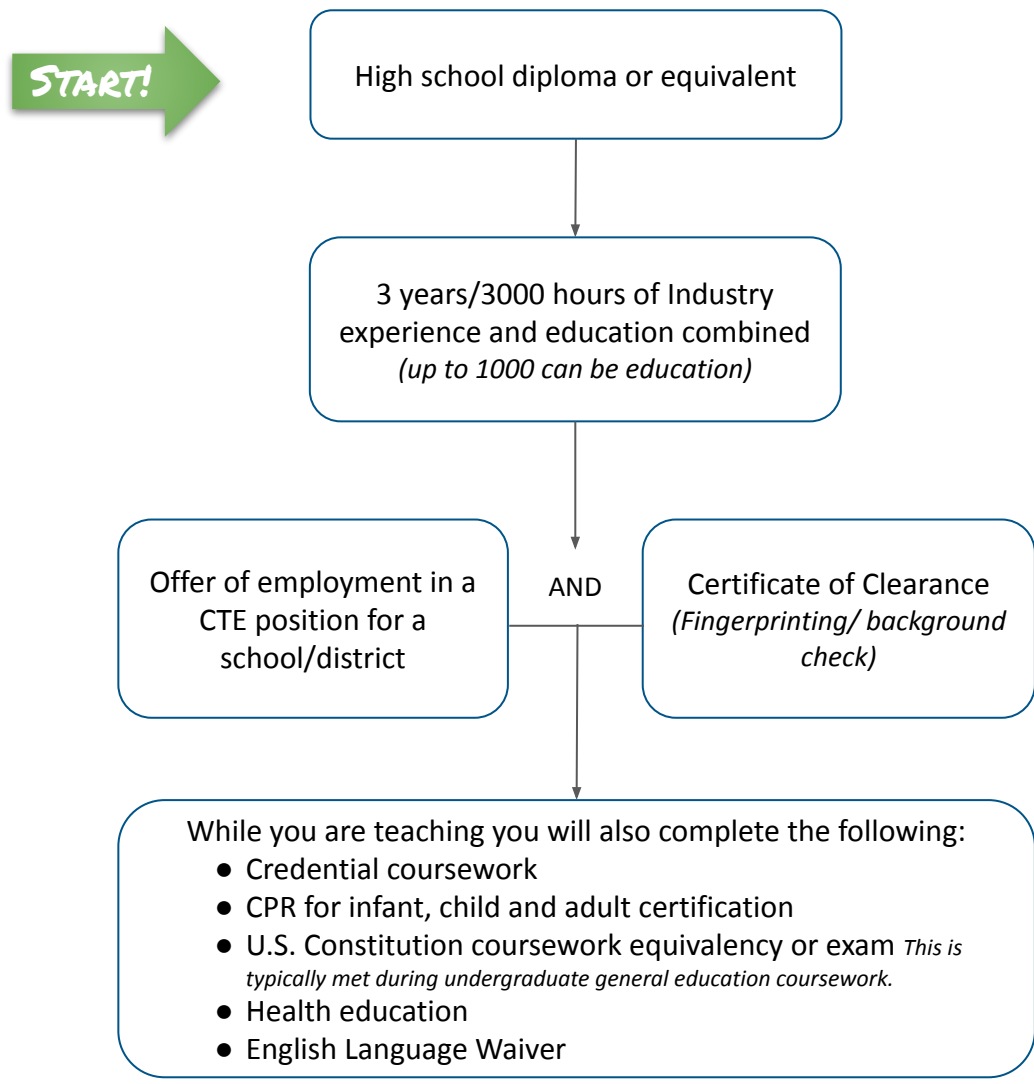 START!
High school diploma or equivalent
3 years/3000 hours of Industry
experience and education combined
(up to 1000 can be education)
Offer of employment in a
CTE position for a
school/district
AND
Certificate of Clearance
(Fingerprinting/ background
check)
While you are teaching you will also complete the following:
● Credential coursework
● CPR for infant, child and adult certification
● U.S. Constitution coursework equivalency or exam This is
typically met during undergraduate general education coursework.
● Health education
● English Language Waiver